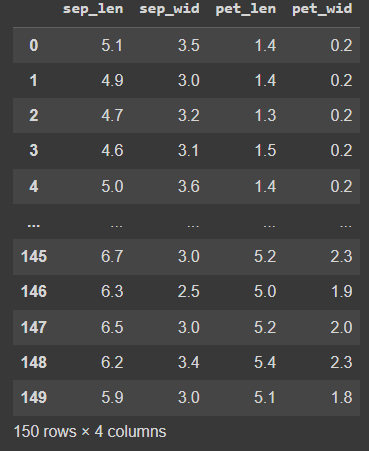 sep_len sep_wid pet_len pet_wid
0 5.1 3.5 1.4 0.2
1 4.9 3.0 1.4 0.2
2 4.7 3.2 1.3 0.2
3 4.6 3.1 1.5 0.2
4 5.0 3.6 1.4 0.2
... ... ... ... ...
145 6.7 3.0 5.2 2.3
146 6.3 2.5 5.0 1.9
147 6.5 3.0 5.2 2.0
148 6.2 3.4 5.4 2.3
149 5.9 3.0 5.1 1.8
150 rows × 4 columns